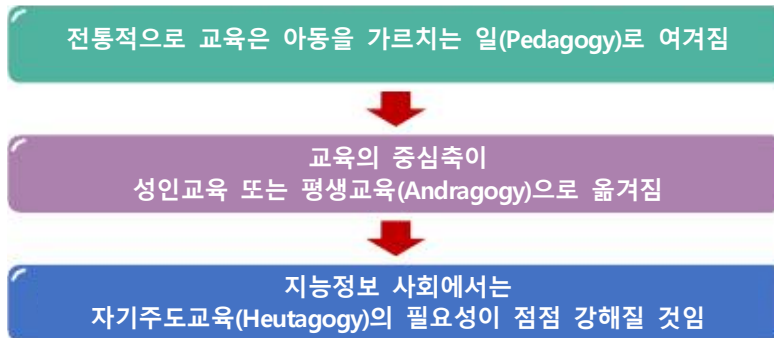 전통적으로 교육은 아동을 가르치는 일(Pedagogy)로 여겨짐
교육의 중심축이
성인교육 또는 평생교육(Andragogy)으로 옮겨짐
지능정보 사회에서는
자기주도교육(Heutagogy)의 필요성이 점점 강해질 것임